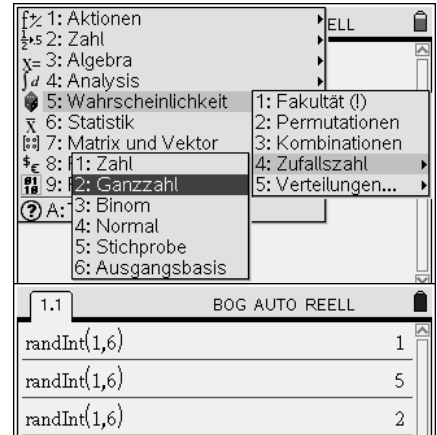 1: Aktionen
ELL
2: Zahl
3: Algebra
4: Analysis
5: Wahrscheinlichkeit
1: Fakultät (!)
6: Statistik
2: Permutationen
7: Matrix und Vektor
3: Kombinationen
8:
1: Zahl
4: Zufallszahl
9:
2: Ganzzahl
5: Verteilungen...
A:
3: Binom
4: Normal
5: Stichprobe
6: Ausgangsbasis
1.1 BOG AUTO REELL
randInt(1,6) 1
randInt(1,6) 5
randInt(1,6) 2